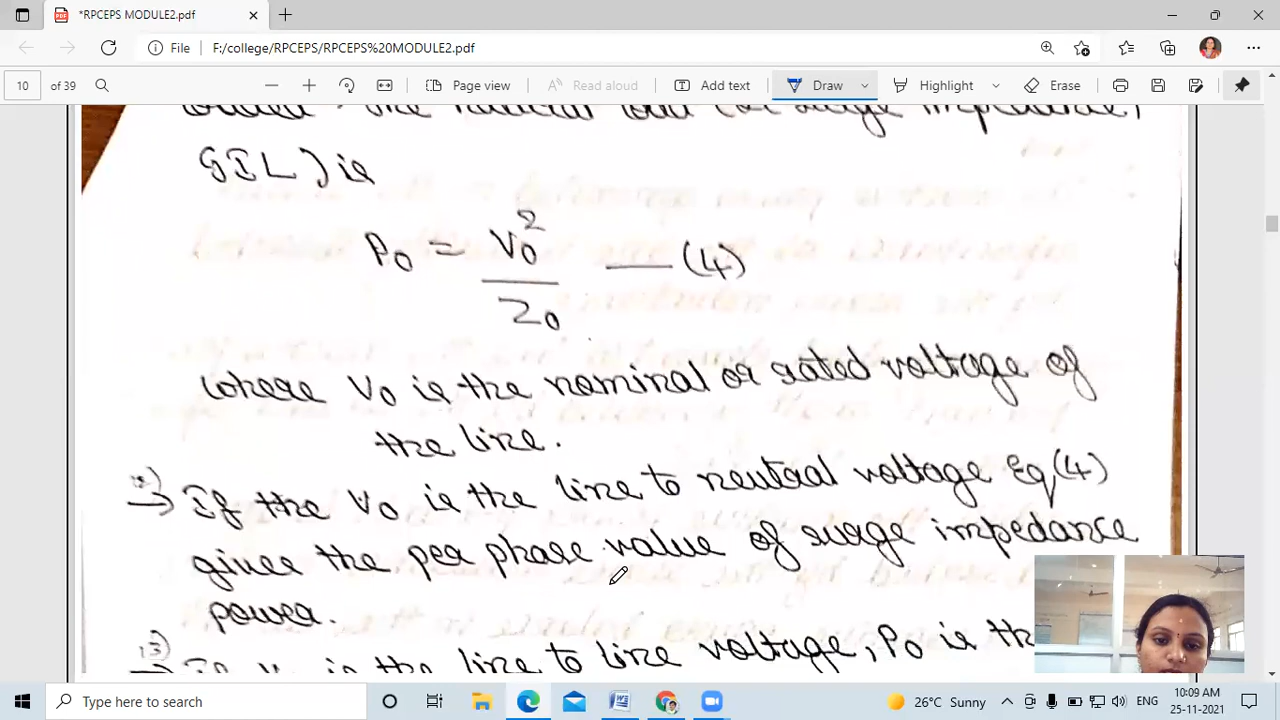 *RPCEPS MODULE2.pdf
File F:/college/RPCEPS/RPCEPS%20MODULE2.pdf
10 of 39 Page view Read aloud Add text Draw Highlight Erase
SIL) is
P0 = V0^2 / Z0 — (4)
where V0 is the nominal or rated voltage of
the line.
→ If the V0 is the line to neutral voltage Eq(4)
gives the per phase value of surge impedance
power.
13)
the line to line voltage, P0 is the
Type here to search
26°C Sunny ENG 10:09 AM
25-11-2021